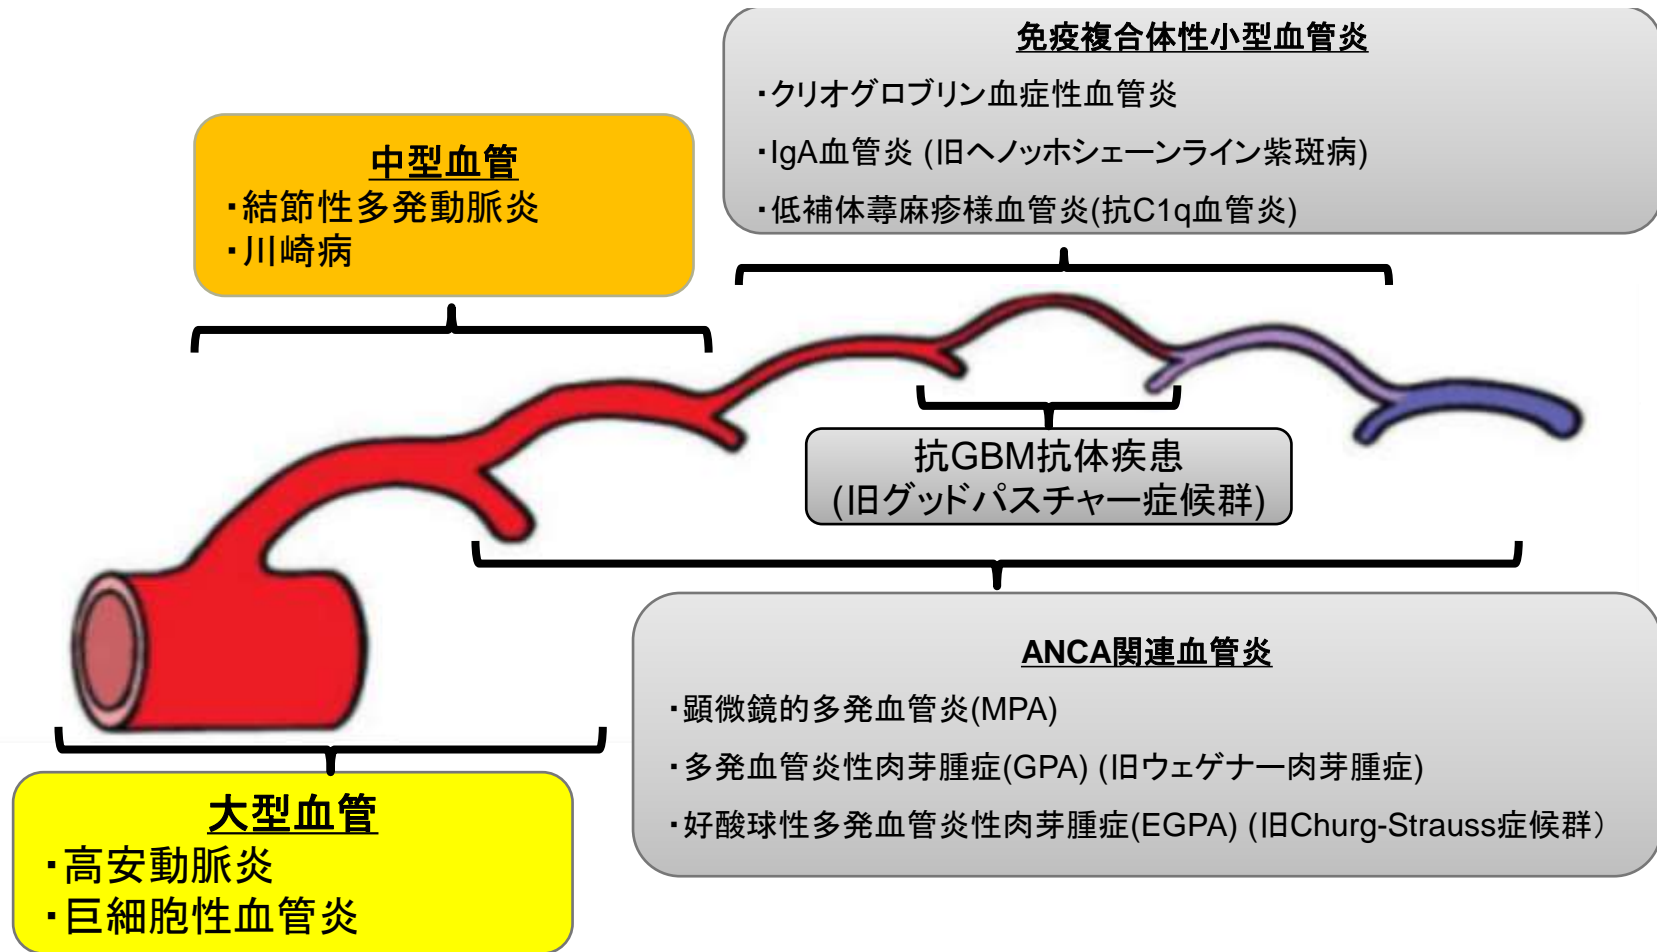 免疫複合体性小型血管炎
・クリオグロブリン血症性血管炎
・IgA血管炎 (旧ヘノッホシェーンライン紫斑病)
・低補体蕁麻疹様血管炎(抗C1q血管炎)
中型血管
・結節性多発動脈炎
・川崎病
抗GBM抗体疾患
(旧グッドパスチャー症候群)
ANCA関連血管炎
・顕微鏡的多発血管炎(MPA)
・多発血管炎性肉芽腫症(GPA) (旧ウェゲナー肉芽腫症)
・好酸球性多発血管炎性肉芽腫症(EGPA) (旧Churg-Strauss症候群）
大型血管
・高安動脈炎
・巨細胞性血管炎